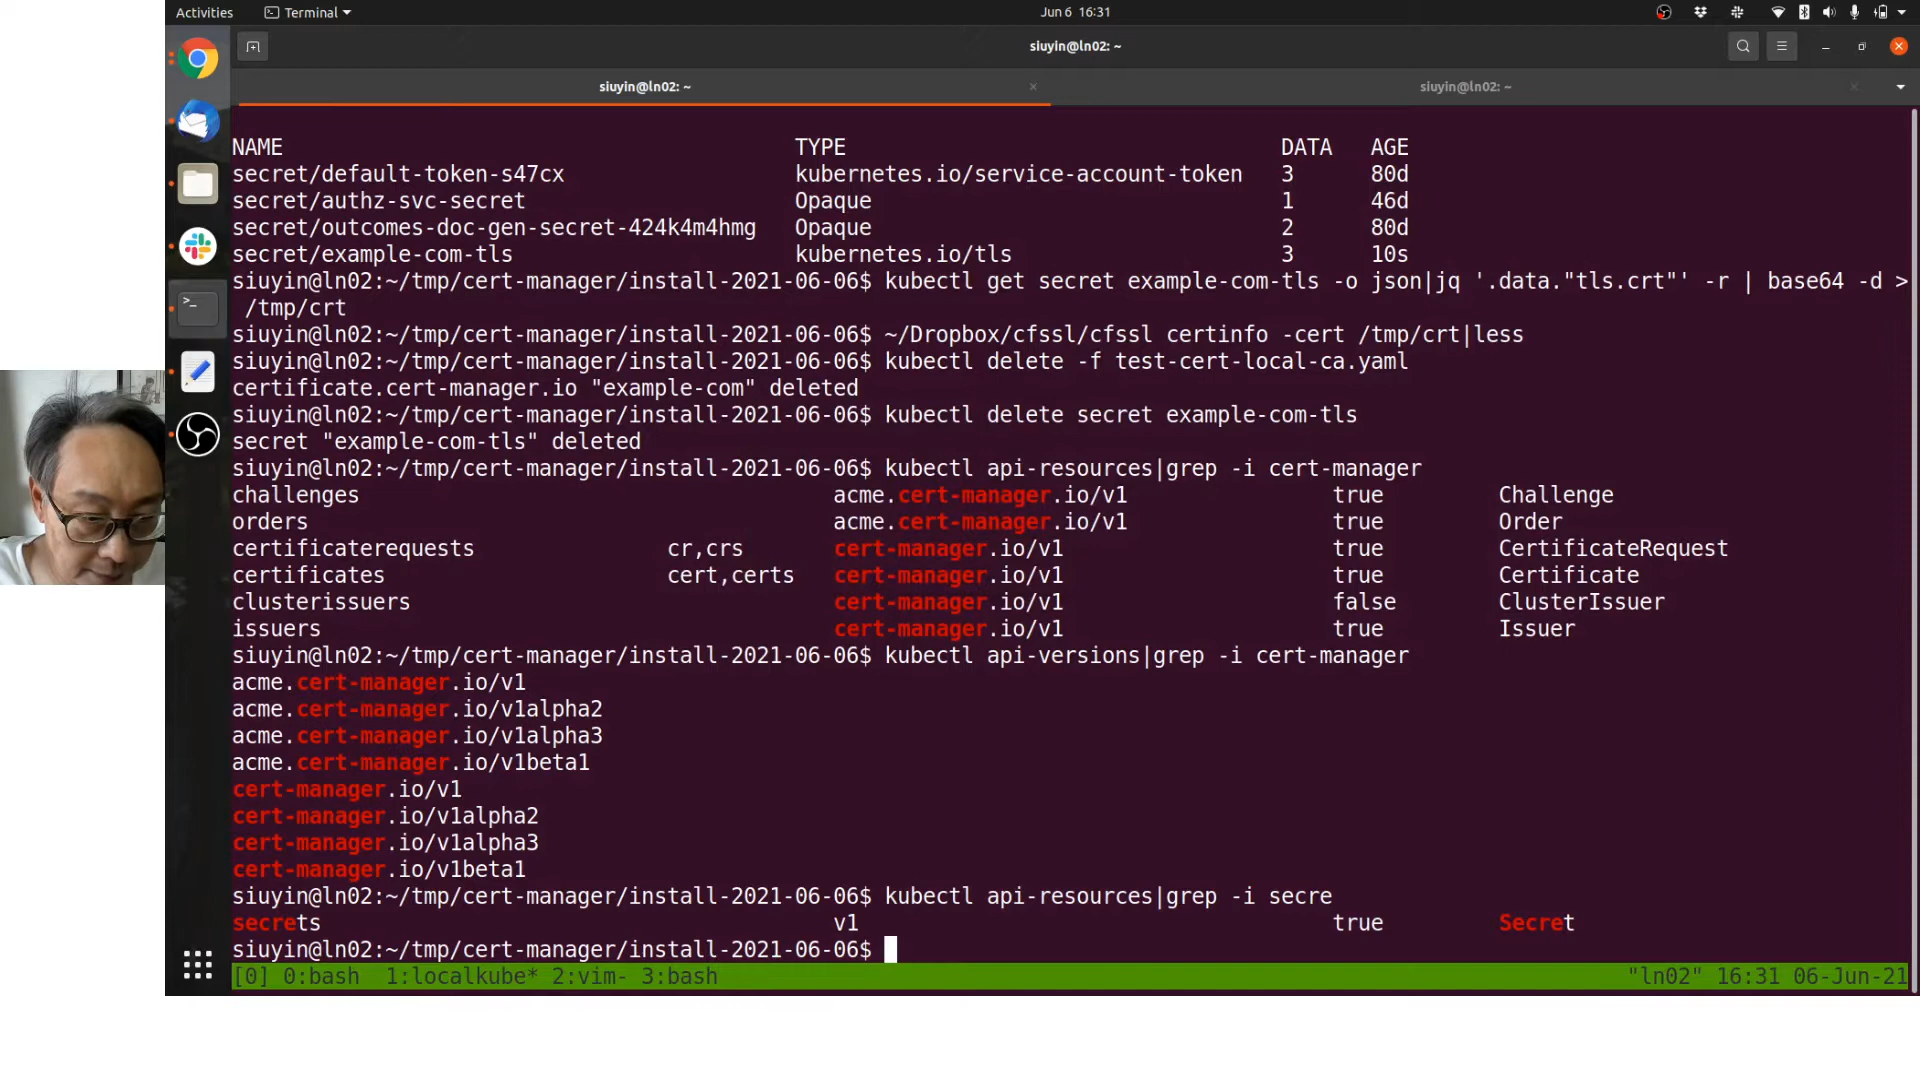 Activities Terminal Jun 6 16:31
siuyin@ln02: ~
siuyin@ln02: ~ siuyin@ln02: ~
NAME TYPE DATA AGE
secret/default-token-s47cx kubernetes.io/service-account-token 3 80d
secret/authz-svc-secret Opaque 1 46d
secret/outcomes-doc-gen-secret-424k4m4hmg Opaque 2 80d
secret/example-com-tls kubernetes.io/tls 3 10s
siuyin@ln02:~/tmp/cert-manager/install-2021-06-06$ kubectl get secret example-com-tls -o json|jq '.data."tls.crt"' -r | base64 -d >
/tmp/crt
siuyin@ln02:~/tmp/cert-manager/install-2021-06-06$ ~/Dropbox/cfssl/cfssl certinfo -cert /tmp/crt|less
siuyin@ln02:~/tmp/cert-manager/install-2021-06-06$ kubectl delete -f test-cert-local-ca.yaml
certificate.cert-manager.io "example-com" deleted
siuyin@ln02:~/tmp/cert-manager/install-2021-06-06$ kubectl delete secret example-com-tls
secret "example-com-tls" deleted
siuyin@ln02:~/tmp/cert-manager/install-2021-06-06$ kubectl api-resources|grep -i cert-manager
challenges acme.cert-manager.io/v1 true Challenge
orders acme.cert-manager.io/v1 true Order
certificaterequests cr,crs cert-manager.io/v1 true CertificateRequest
certificates cert,certs cert-manager.io/v1 true Certificate
clusterissuers cert-manager.io/v1 false ClusterIssuer
issuers cert-manager.io/v1 true Issuer
siuyin@ln02:~/tmp/cert-manager/install-2021-06-06$ kubectl api-versions|grep -i cert-manager
acme.cert-manager.io/v1
acme.cert-manager.io/v1alpha2
acme.cert-manager.io/v1alpha3
acme.cert-manager.io/v1beta1
cert-manager.io/v1
cert-manager.io/v1alpha2
cert-manager.io/v1alpha3
cert-manager.io/v1beta1
siuyin@ln02:~/tmp/cert-manager/install-2021-06-06$ kubectl api-resources|grep -i secre
secrets v1 true Secret
siuyin@ln02:~/tmp/cert-manager/install-2021-06-06$
[0] 0:bash 1:localkube* 2:vim- 3:bash "ln02" 16:31 06-Jun-21